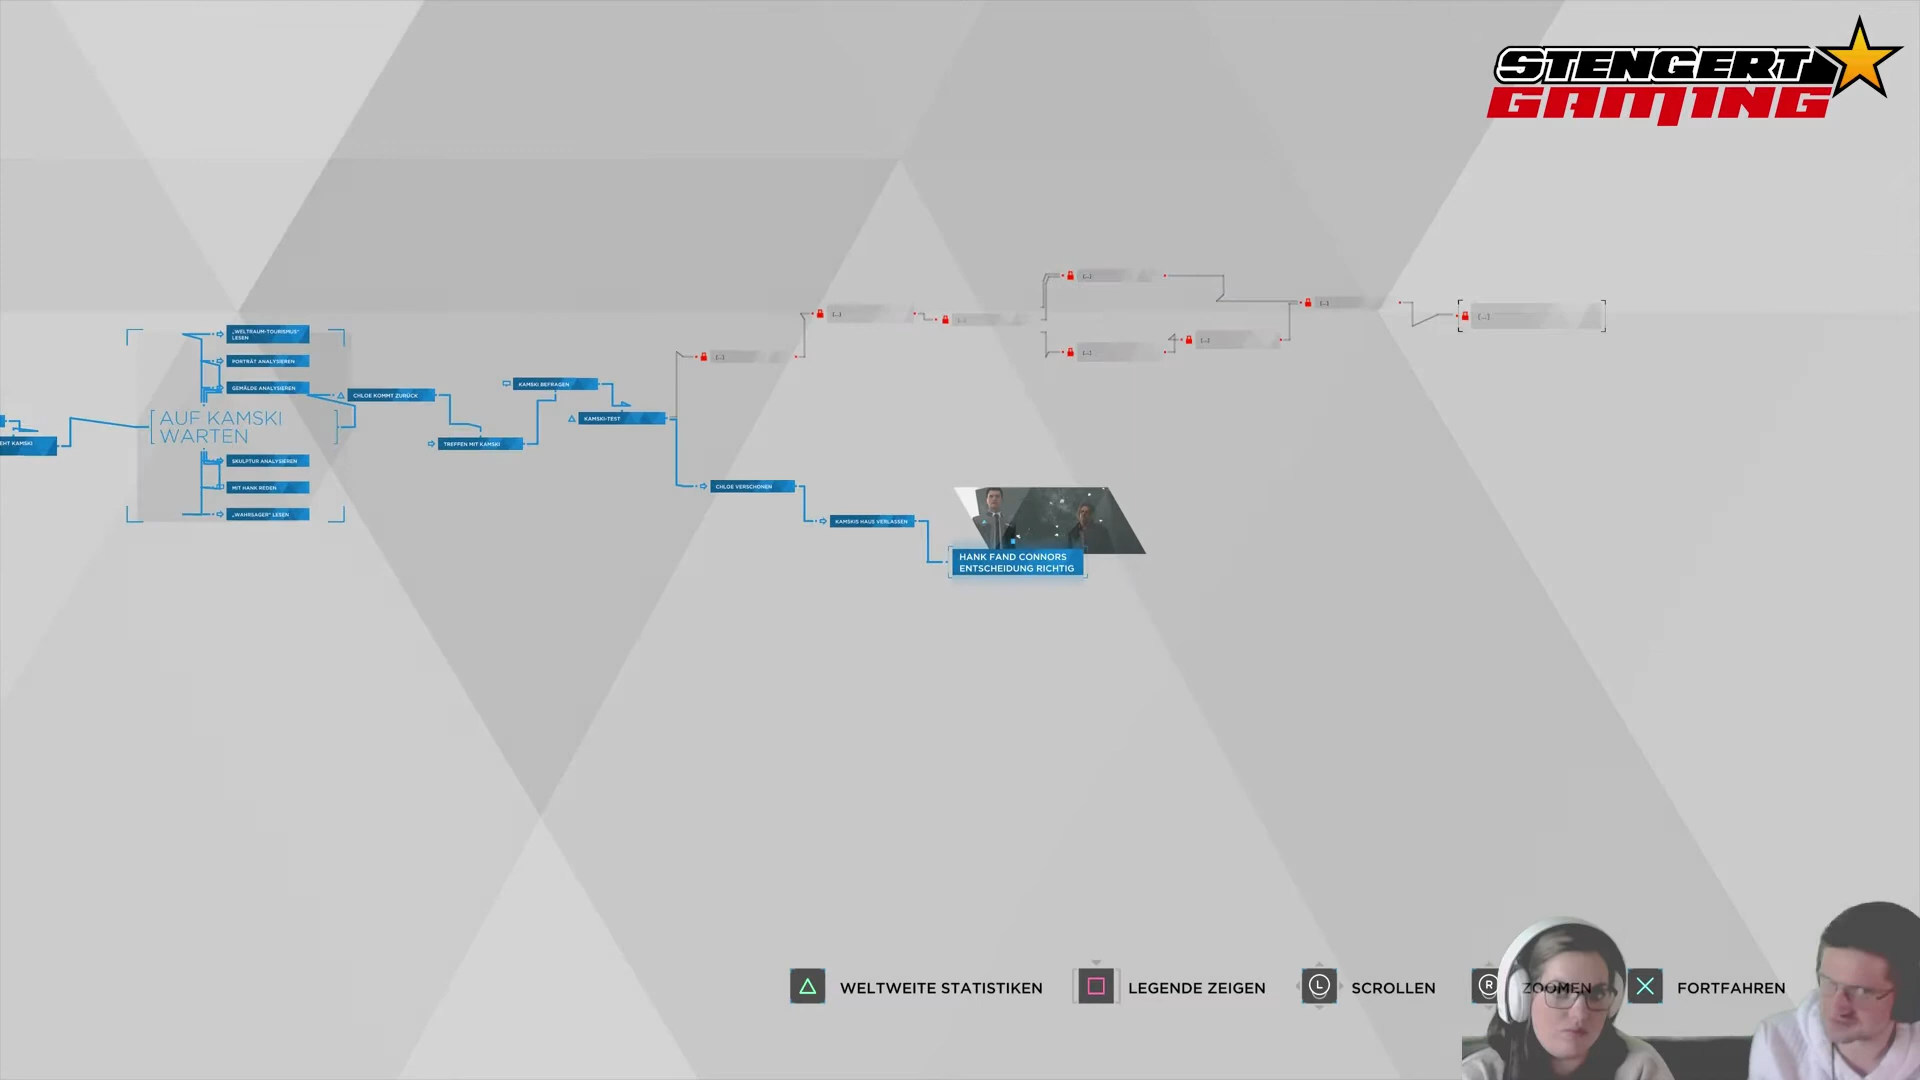 STENGERT
GAMING
[...]
[...]
[...]
[...]
„WELTRAUM-TOURISMUS"
LESEN
[...]
[...]
[...]
[...]
PORTRÄT ANALYSIEREN
KAMSKI BEFRAGEN
GEMÄLDE ANALYSIEREN
CHLOE KOMMT ZURÜCK
AUF KAMSKI
WARTEN
KAMSKI-TEST
EHT KAMSKI
TREFFEN MIT KAMSKI
SKULPTUR ANALYSIEREN
MIT HANK REDEN
CHLOE VERSCHONEN
„WAHRSAGER" LESEN
KAMSKIS HAUS VERLASSEN
HANK FAND CONNORS
ENTSCHEIDUNG RICHTIG
WELTWEITE STATISTIKEN
LEGENDE ZEIGEN
L SCROLLEN
R ZOOMEN
FORTFAHREN